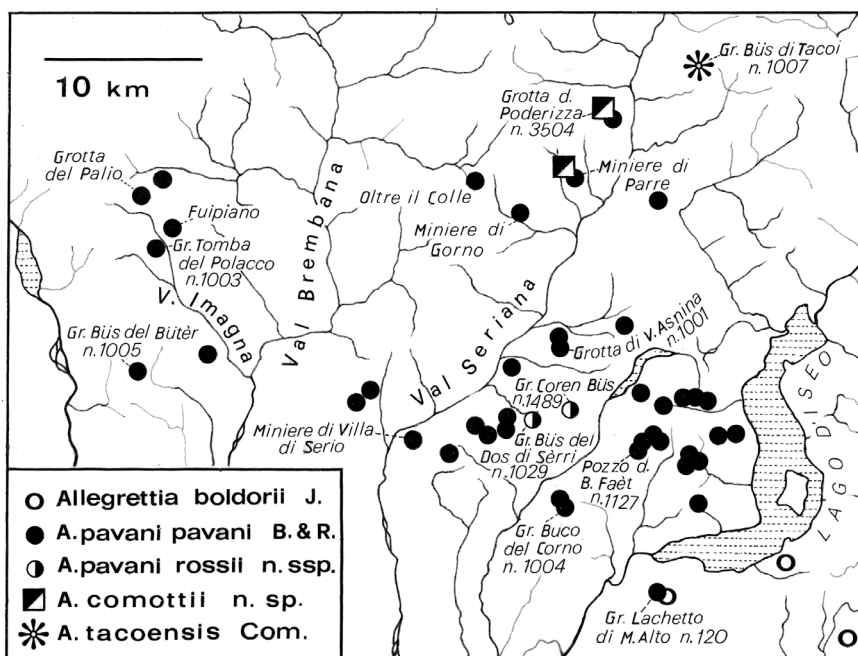 10 km
Gr. Büs di Tacoi
n. 1007
Grotta d.
Poderizza
n. 3504
Grotta
del Palio
Oltre il Colle
Miniere di
Parre
Fuipiano
Gr. Tomba
del Polacco
n. 1003
Miniere di
Gorno
V. Imagna
Val Brembana
Val Seriana
Grotta di V. Asnina
n. 1001
Gr. Büs del Bütèr
n. 1005
Gr. Coren Büs
n. 1489
Miniere di Villa
di Serio
Gr. Büs del
Dos di Sèrri
n. 1029
Pozzo d.
B. Faèt
n. 1127
Gr. Buco
del Corno
n. 1004
LAGO D'ISEO
Gr. Lachetto
di M. Alto n. 120
Allegrettia boldorii J.
A. pavani pavani B. & R.
A. pavani rossii n. ssp.
A. comottii n. sp.
A. tacoensis Com.